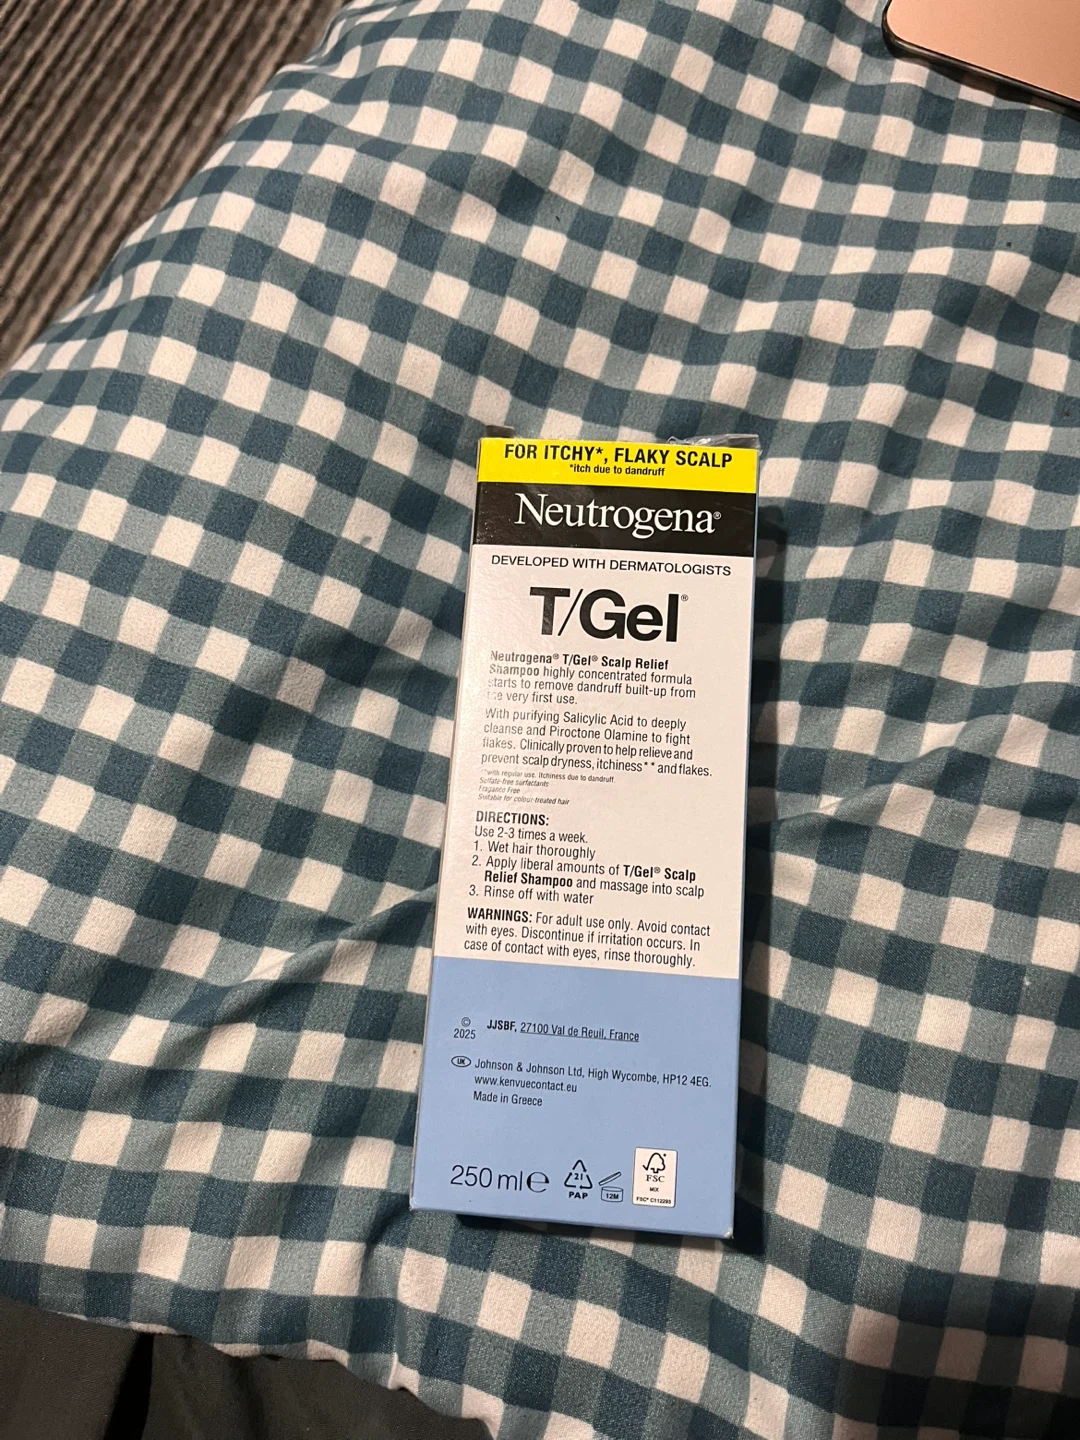 FOR ITCHY*, FLAKY SCALP
*itch due to dandruff
Neutrogena®
DEVELOPED WITH DERMATOLOGISTS
T/Gel®
Neutrogena® T/Gel® Scalp Relief
Shampoo highly concentrated formula
starts to remove dandruff built-up from
the very first use.
With purifying Salicylic Acid to deeply
cleanse and Piroctone Olamine to fight
flakes. Clinically proven to help relieve and
prevent scalp dryness, itchiness** and flakes.
**with regular use. Itchiness due to dandruff.
Sulfate-free surfactants
Fragance Free
Suitable for colour-treated hair
DIRECTIONS:
Use 2-3 times a week.
1. Wet hair thoroughly
2. Apply liberal amounts of T/Gel® Scalp
Relief Shampoo and massage into scalp
3. Rinse off with water
WARNINGS: For adult use only. Avoid contact
with eyes. Discontinue if irritation occurs. In
case of contact with eyes, rinse thoroughly.
© 2025 JJSBF, 27100 Val de Reuil, France
UK Johnson & Johnson Ltd, High Wycombe, HP12 4EG.
www.kenvuecontact.eu
Made in Greece
250 ml e
21
PAP
12M
FSC
MIX
FSC® C112293